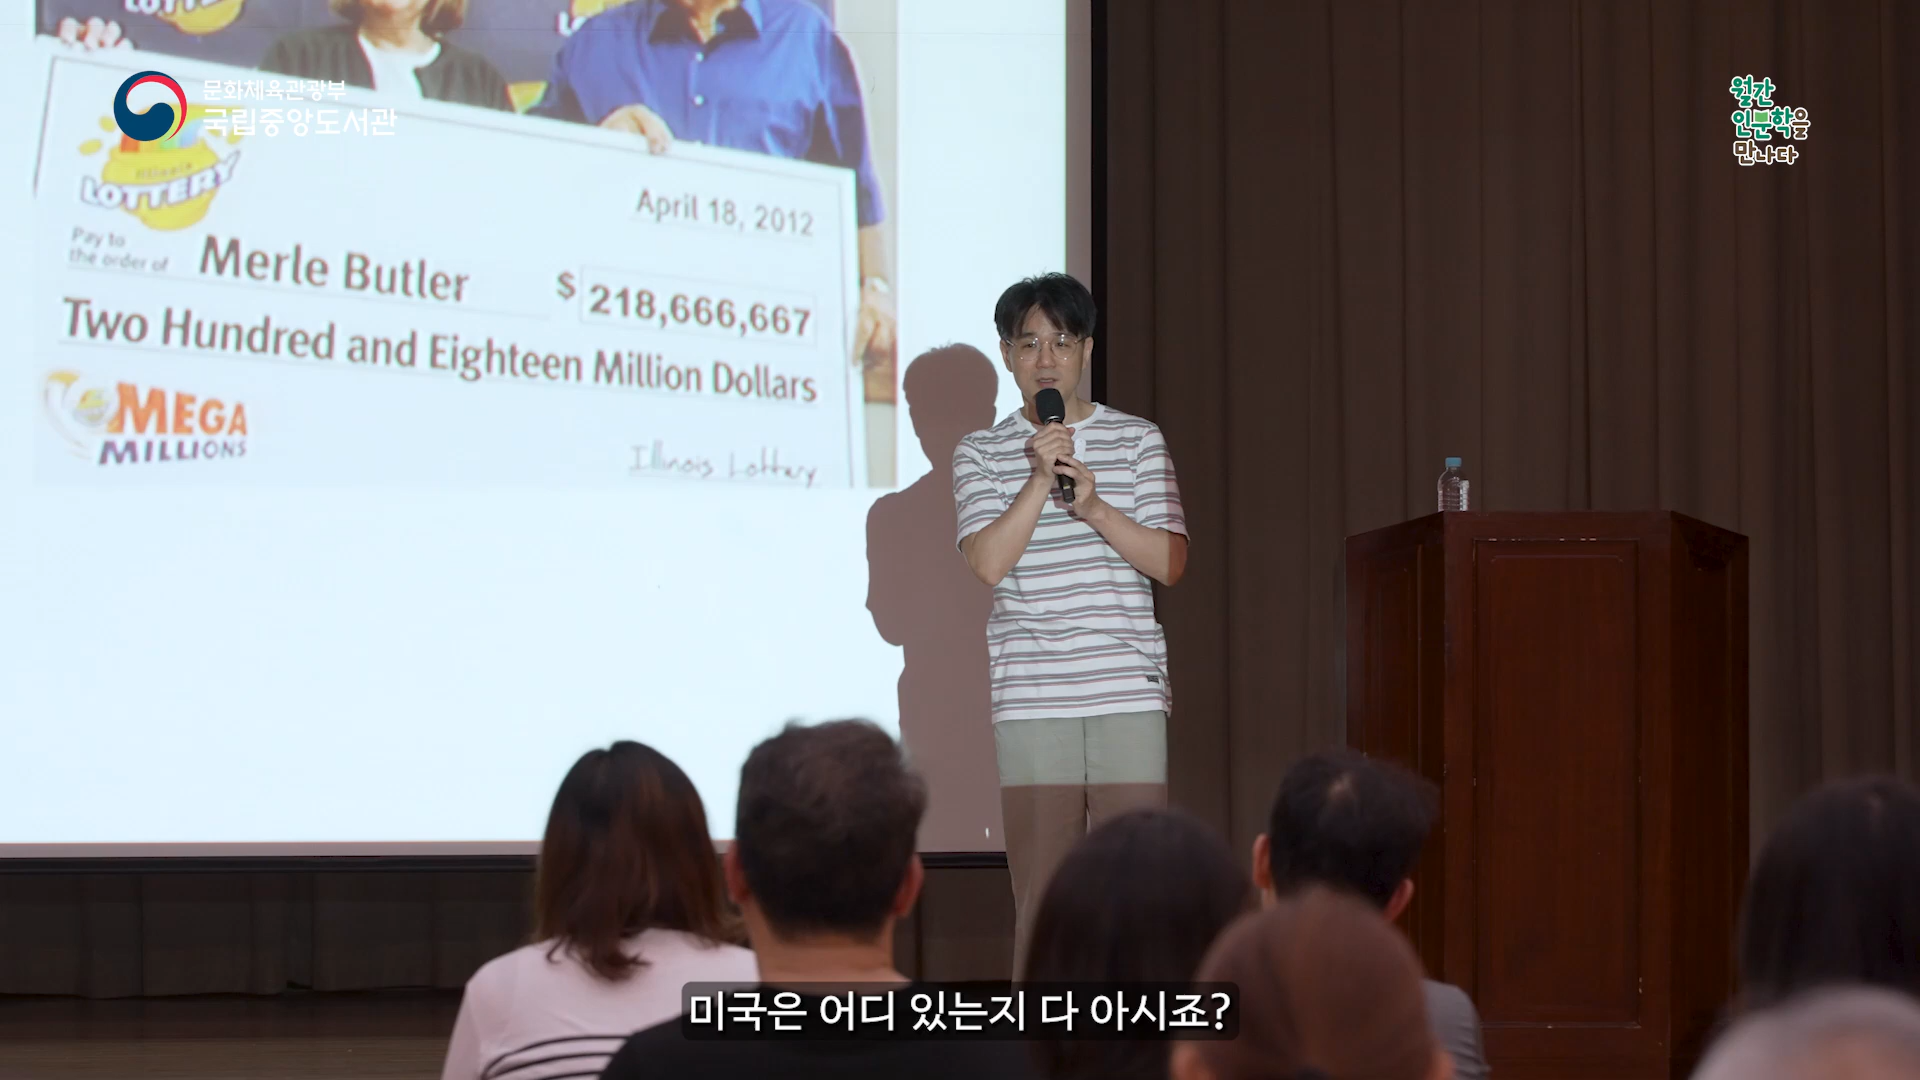 LOTTERY
문화체육관광부
국립중앙도서관
월간
인문학을
만나다
Illinois
LOTTERY
April 18, 2012
Pay to
the order of
Merle Butler
$ 218,666,667
Two Hundred and Eighteen Million Dollars
MEGA
MILLIONS
Illinois Lottery
미국은 어디 있는지 다 아시죠?